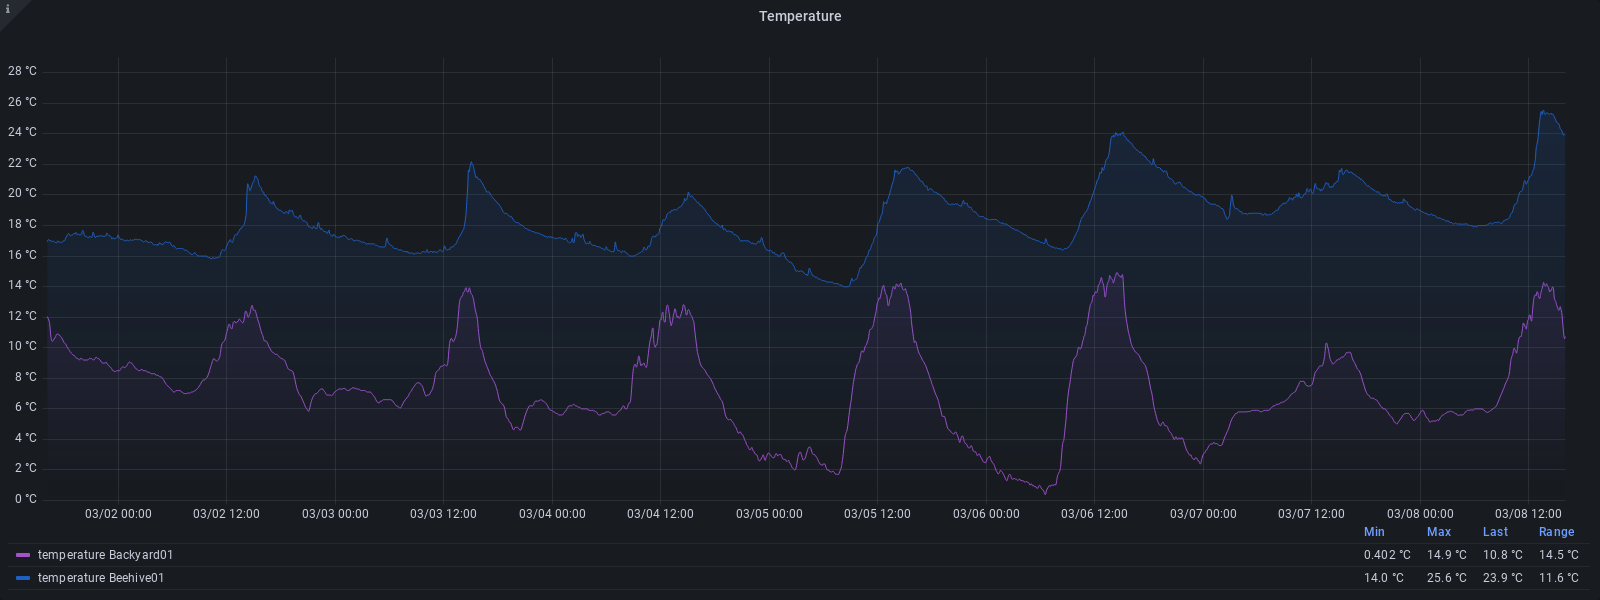 i
Temperature
28 °C
26 °C
24 °C
22 °C
20 °C
18 °C
16 °C
14 °C
12 °C
10 °C
8 °C
6 °C
4 °C
2 °C
0 °C
03/02 00:00 03/02 12:00 03/03 00:00 03/03 12:00 03/04 00:00 03/04 12:00 03/05 00:00 03/05 12:00 03/06 00:00 03/06 12:00 03/07 00:00 03/07 12:00 03/08 00:00 03/08 12:00
Min Max Last Range
temperature Backyard01 0.402 °C 14.9 °C 10.8 °C 14.5 °C
temperature Beehive01 14.0 °C 25.6 °C 23.9 °C 11.6 °C